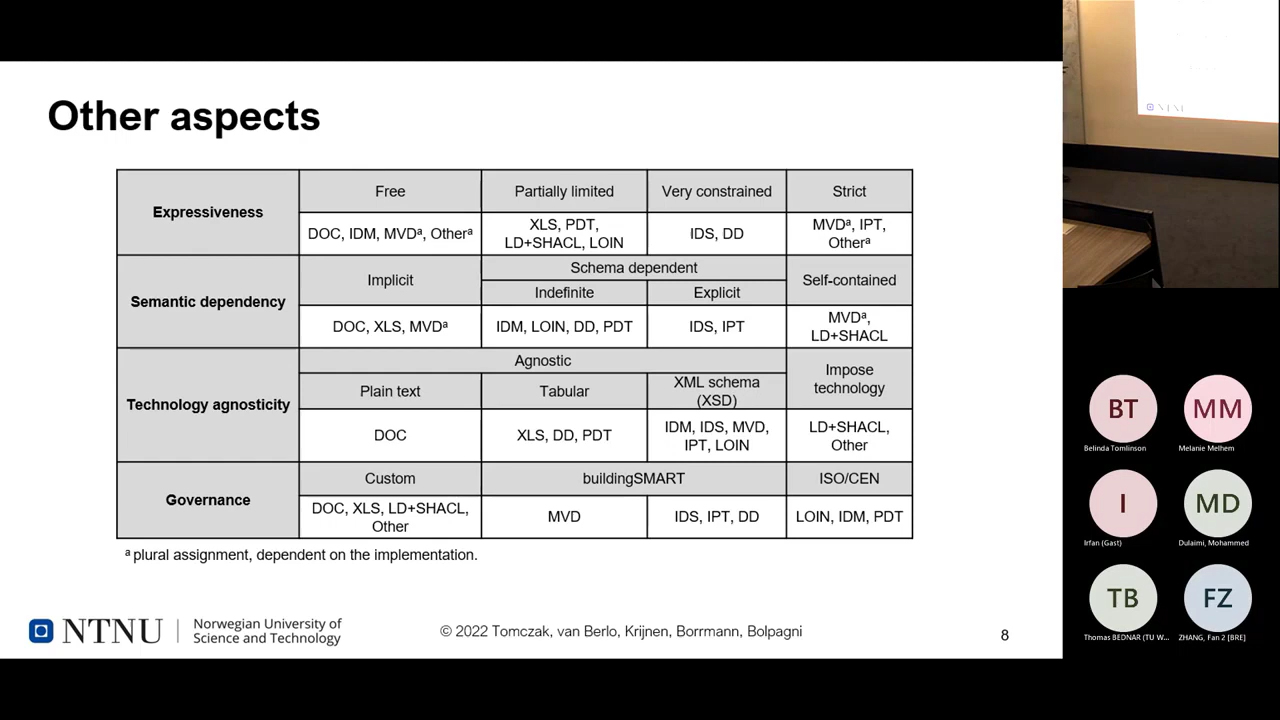 Other aspects
Expressiveness
Free
Partially limited
Very constrained
Strict
DOC, IDM, MVDᵃ, Otherᵃ
XLS, PDT,
LD+SHACL, LOIN
IDS, DD
MVDᵃ, IPT,
Otherᵃ
Semantic dependency
Implicit
Schema dependent
Self-contained
Indefinite
Explicit
DOC, XLS, MVDᵃ
IDM, LOIN, DD, PDT
IDS, IPT
MVDᵃ,
LD+SHACL
Technology agnosticity
Agnostic
Impose
technology
Plain text
Tabular
XML schema
(XSD)
DOC
XLS, DD, PDT
IDM, IDS, MVD,
IPT, LOIN
LD+SHACL,
Other
Governance
Custom
buildingSMART
ISO/CEN
DOC, XLS, LD+SHACL,
Other
MVD
IDS, IPT, DD
LOIN, IDM, PDT
ᵃ plural assignment, dependent on the implementation.
NTNU
Norwegian University of
Science and Technology
© 2022 Tomczak, van Berlo, Krijnen, Borrmann, Bolpagni
8
NTNU
BT
Belinda Tomlinson
MM
Melanie Melhem
I
Irfan (Gast)
MD
Dulaimi, Mohammed
TB
Thomas BEDNAR (TU W...
FZ
ZHANG, Fan 2 [BRE]